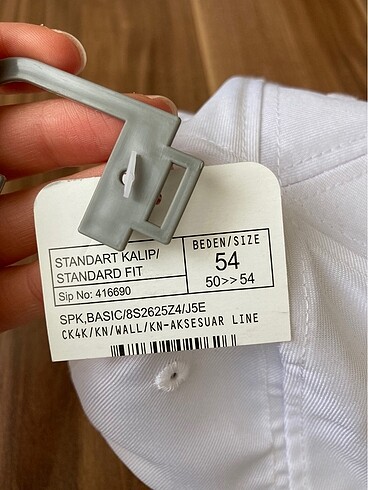 STANDART KALIP/
STANDARD FIT
Sip No: 416690
BEDEN/SIZE
54
50>>54
SPK,BASIC/8S2625Z4/J5E
CK4K/KN/WALL/KN-AKSESUAR LINE